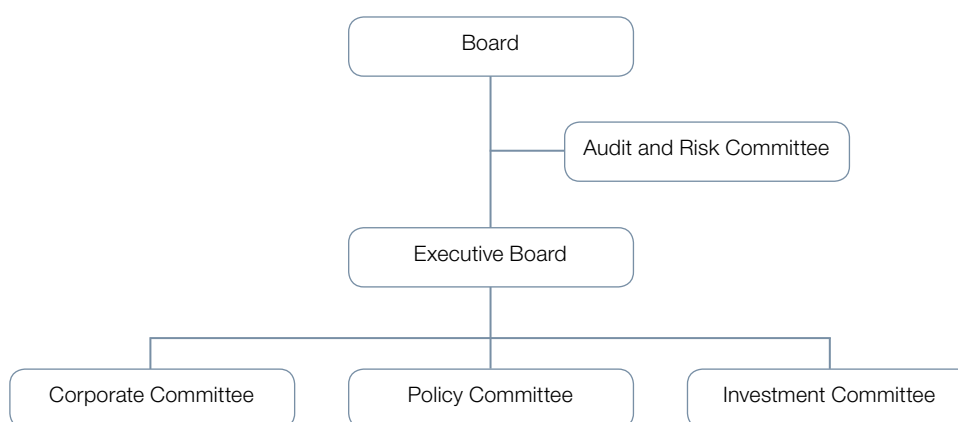 Board
Audit and Risk Committee
Executive Board
Corporate Committee
Policy Committee
Investment Committee